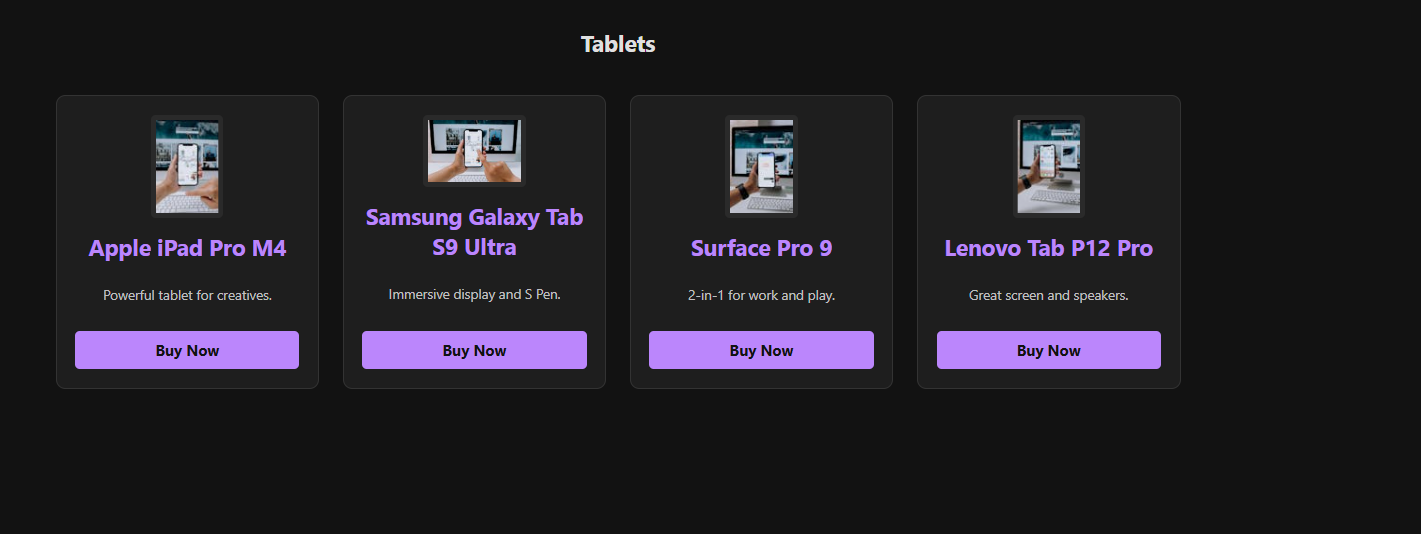 Tablets
Apple iPad Pro M4
Powerful tablet for creatives.
Buy Now
Samsung Galaxy Tab
S9 Ultra
Immersive display and S Pen.
Buy Now
Surface Pro 9
2-in-1 for work and play.
Buy Now
Lenovo Tab P12 Pro
Great screen and speakers.
Buy Now